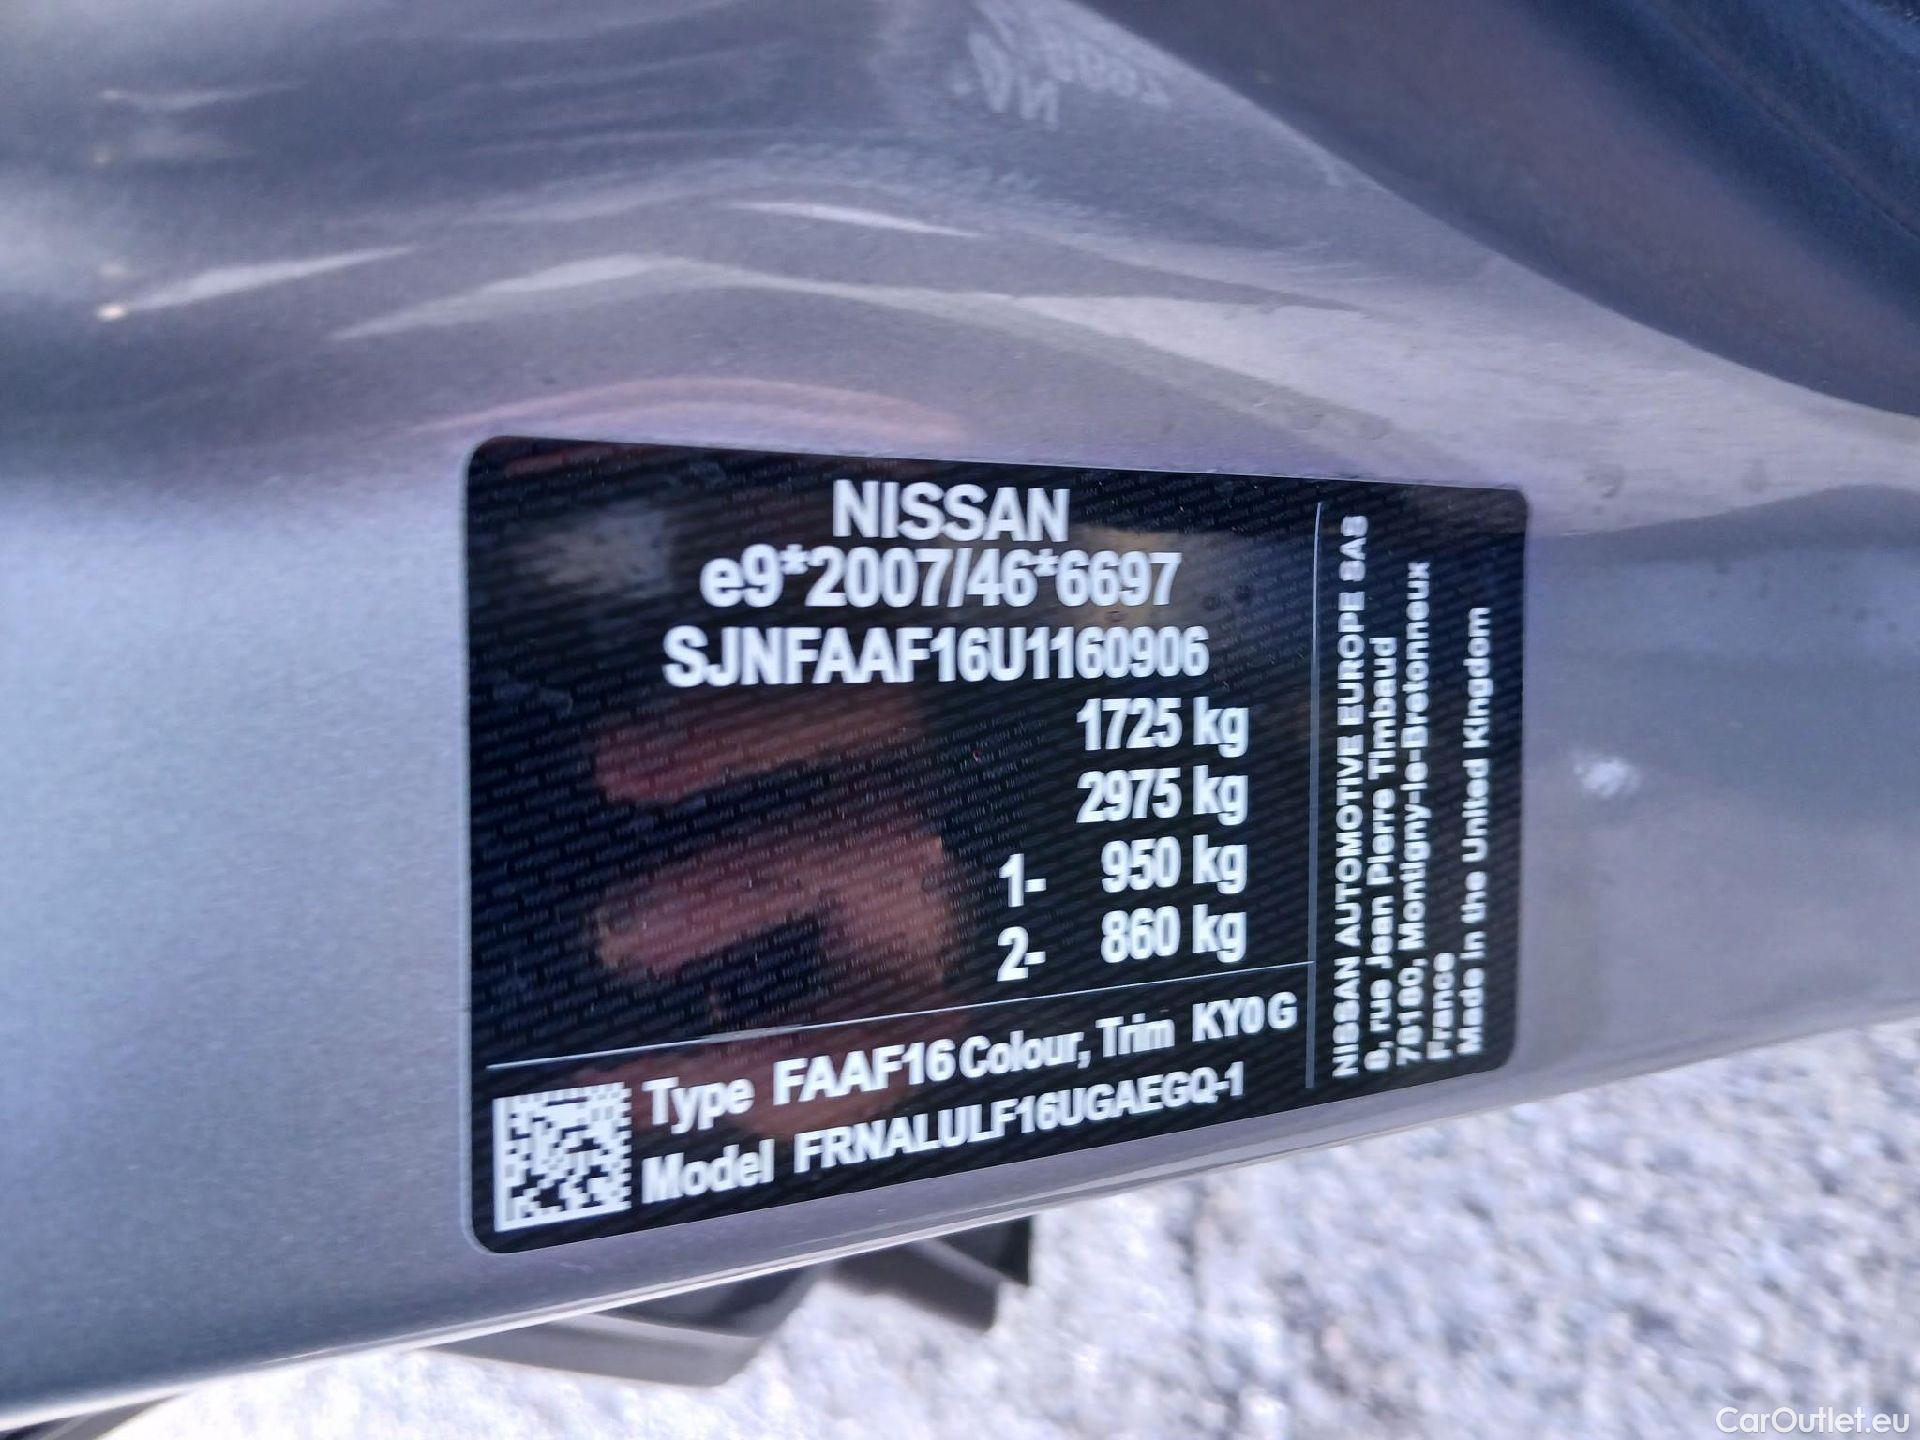 NISSAN
e9*2007/46*6697
SJNFAAF16U1160906
1725 kg
2975 kg
1- 950 kg
2- 860 kg
Type FAAF16 Colour, Trim KY0 G
Model FRNALULF16UGAEGQ-1
NISSAN AUTOMOTIVE EUROPE SAS
8, rue Jean Pierre Timbaud
78180, Montigny-le-Bretonneux
France
Made in the United Kingdom
CarOutlet.eu